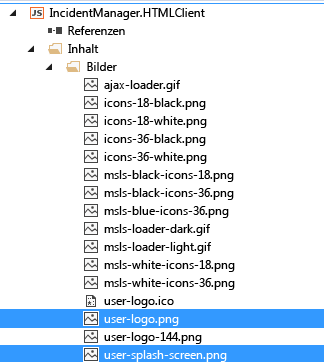 JS IncidentManager.HTMLClient
Referenzen
Inhalt
Bilder
ajax-loader.gif
icons-18-black.png
icons-18-white.png
icons-36-black.png
icons-36-white.png
msls-black-icons-18.png
msls-black-icons-36.png
msls-blue-icons-36.png
msls-loader-dark.gif
msls-loader-light.gif
msls-white-icons-18.png
msls-white-icons-36.png
user-logo.ico
user-logo.png
user-logo-144.png
user-splash-screen.png